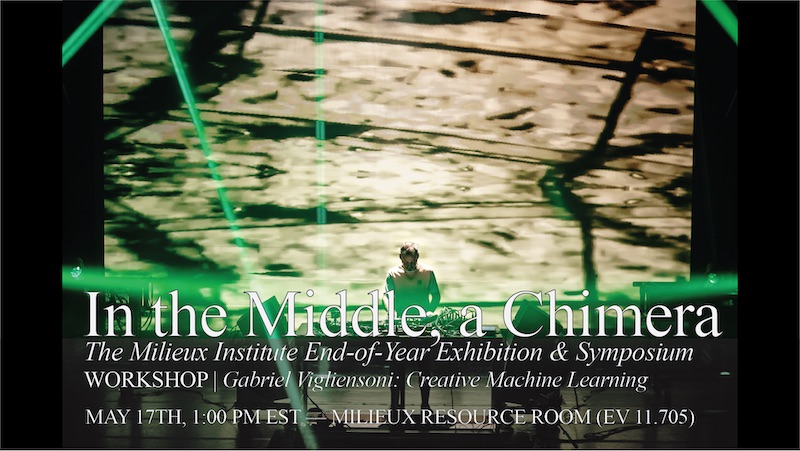 In the Middle, a Chimera
The Milieux Institute End-of-Year Exhibition & Symposium
WORKSHOP | Gabriel Vigliensoni: Creative Machine Learning
MAY 17TH, 1:00 PM EST — MILIEUX RESOURCE ROOM (EV 11.705)